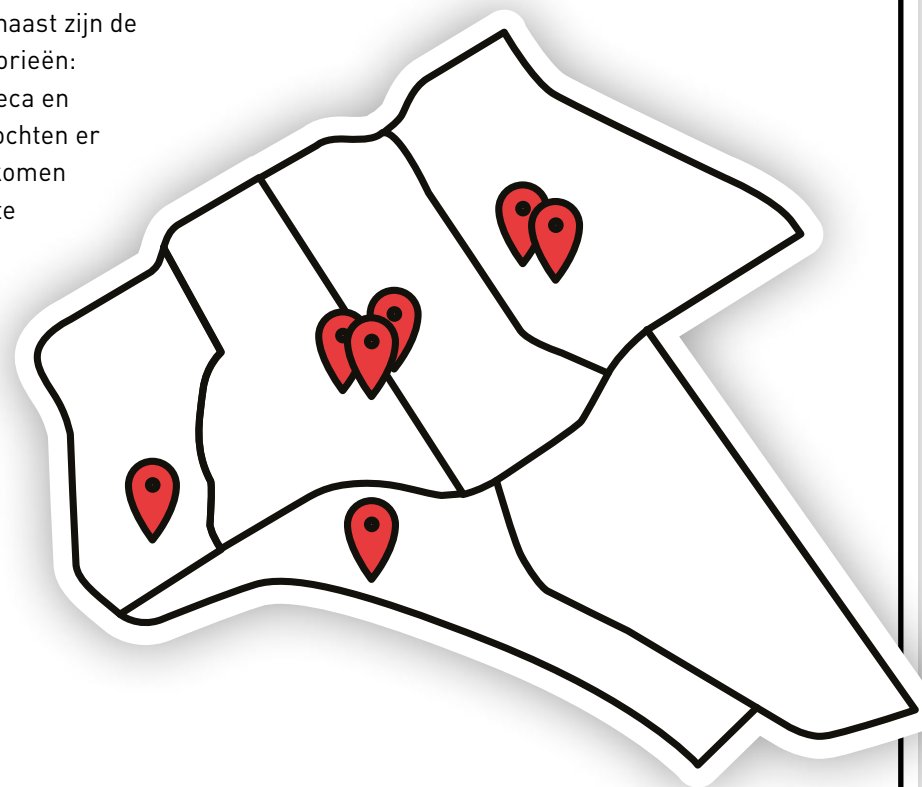 naast zijn de
orieën:
eca en
ochten er
komen
te